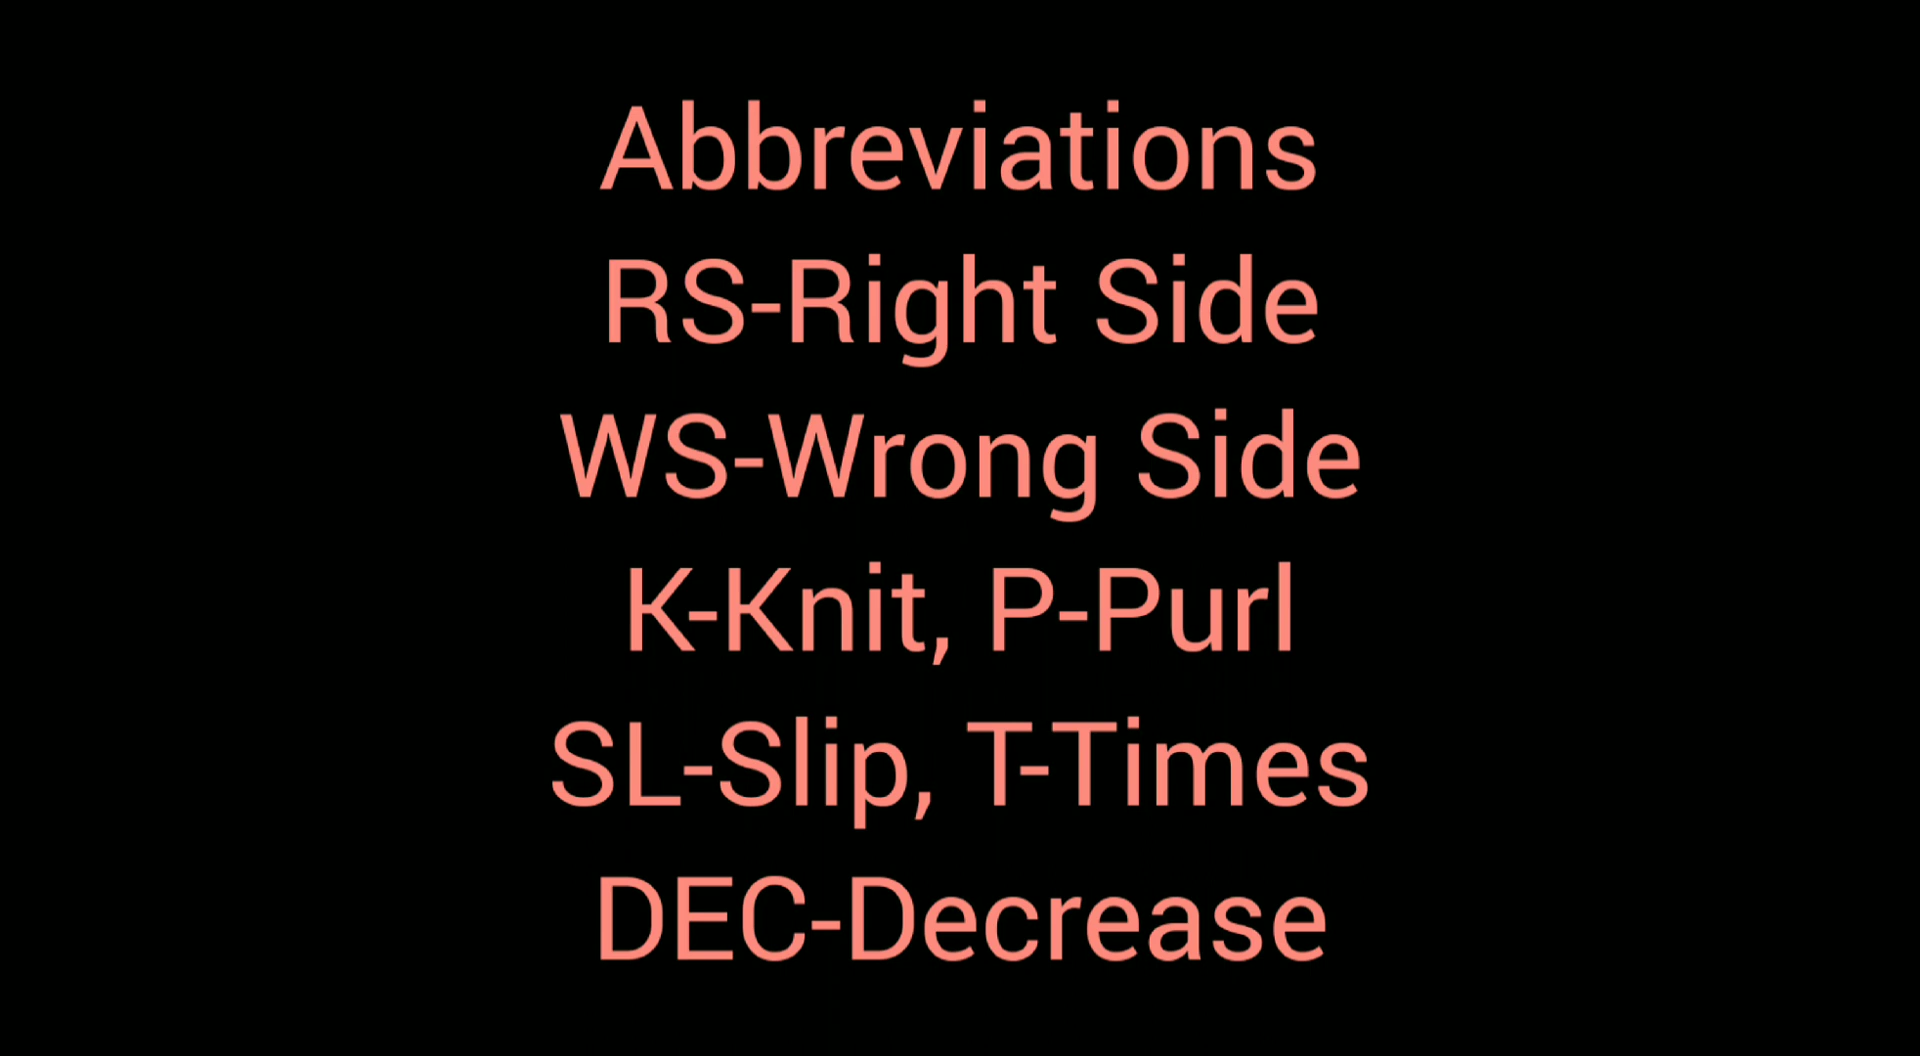 Abbreviations
RS-Right Side
WS-Wrong Side
K-Knit, P-Purl
SL-Slip, T-Times
DEC-Decrease